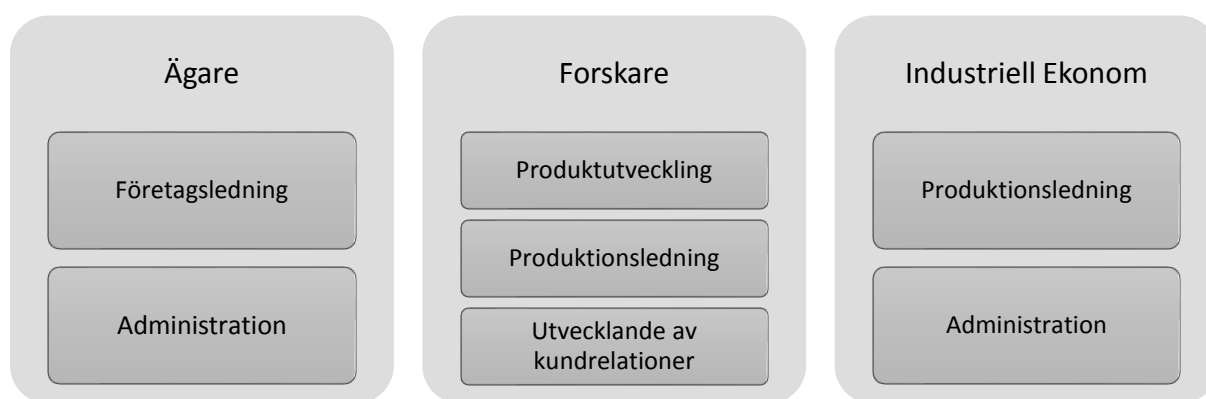 Ägare
Företagsledning
Administration
Forskare
Produktutveckling
Produktionsledning
Utvecklande av
kundrelationer
Industriell Ekonom
Produktionsledning
Administration